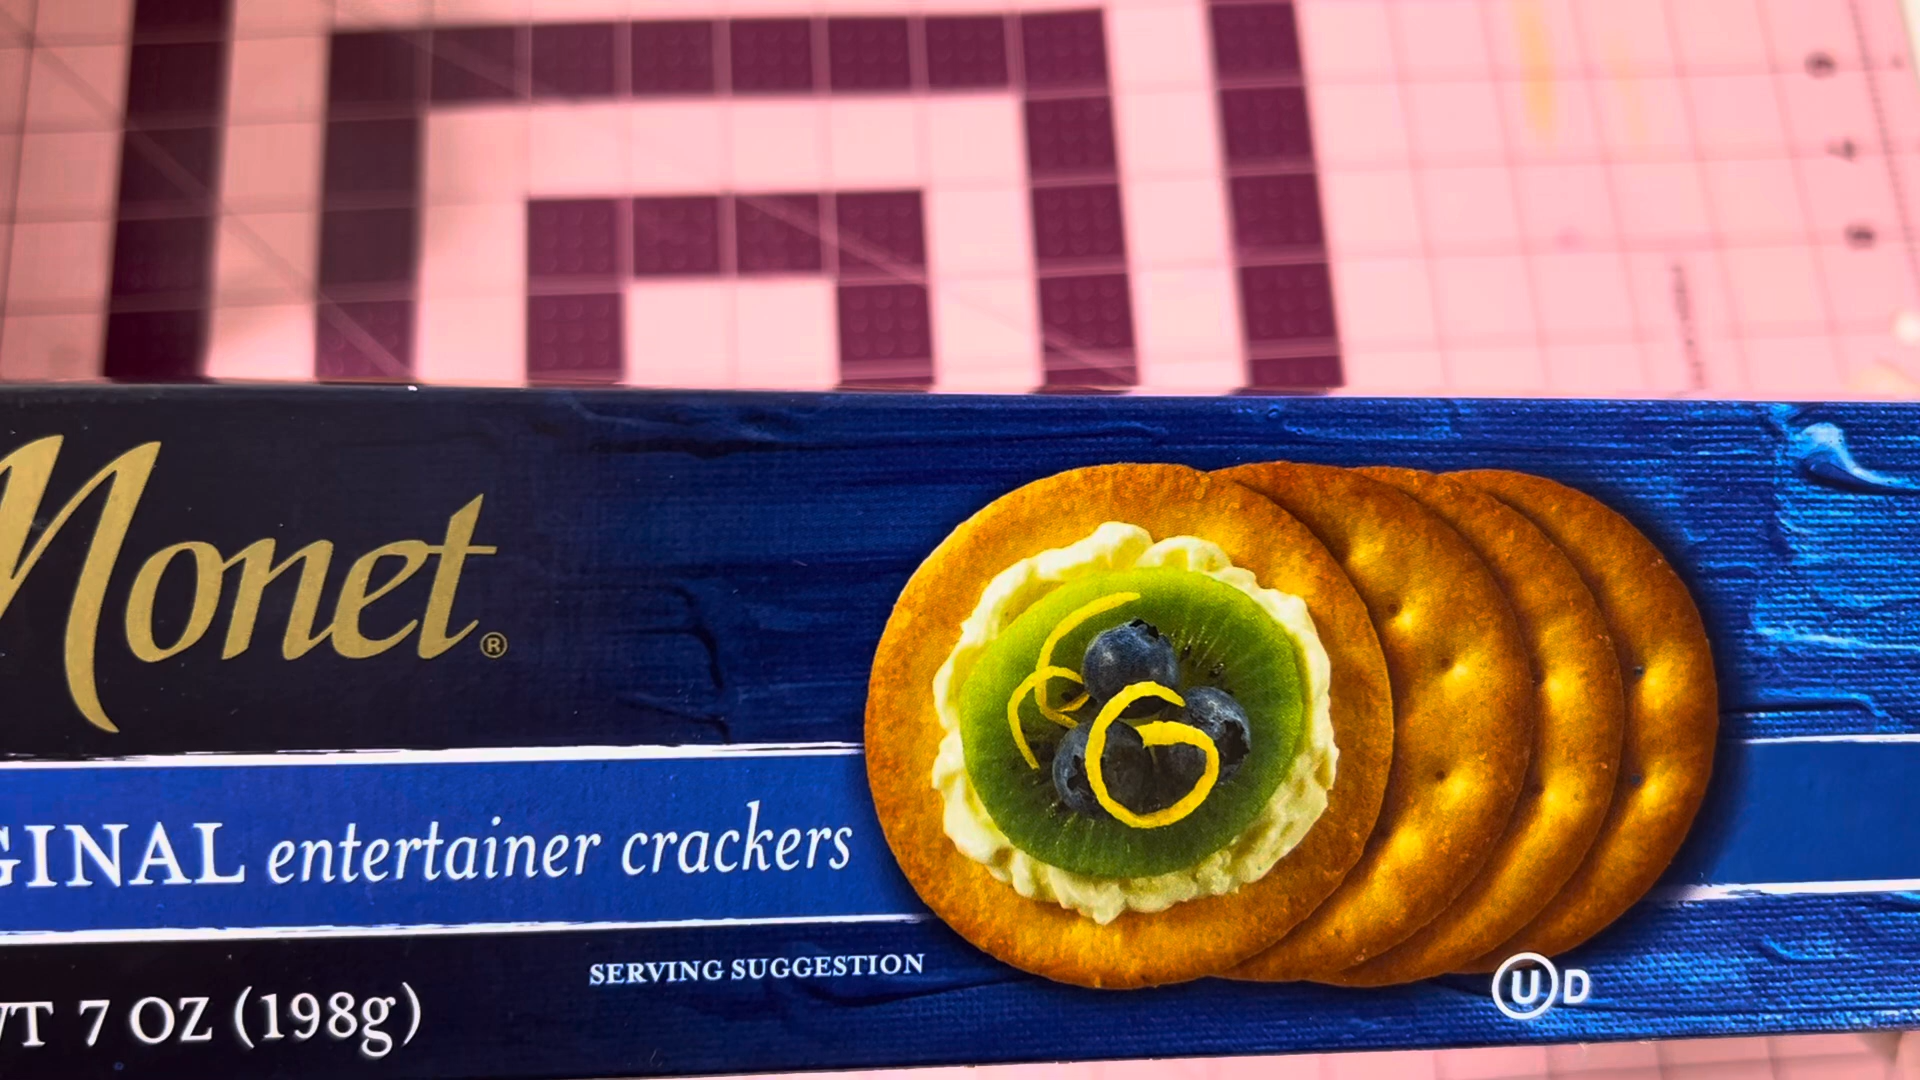 Monet®
GINAL entertainer crackers
SERVING SUGGESTION
WT 7 OZ (198g)
U D